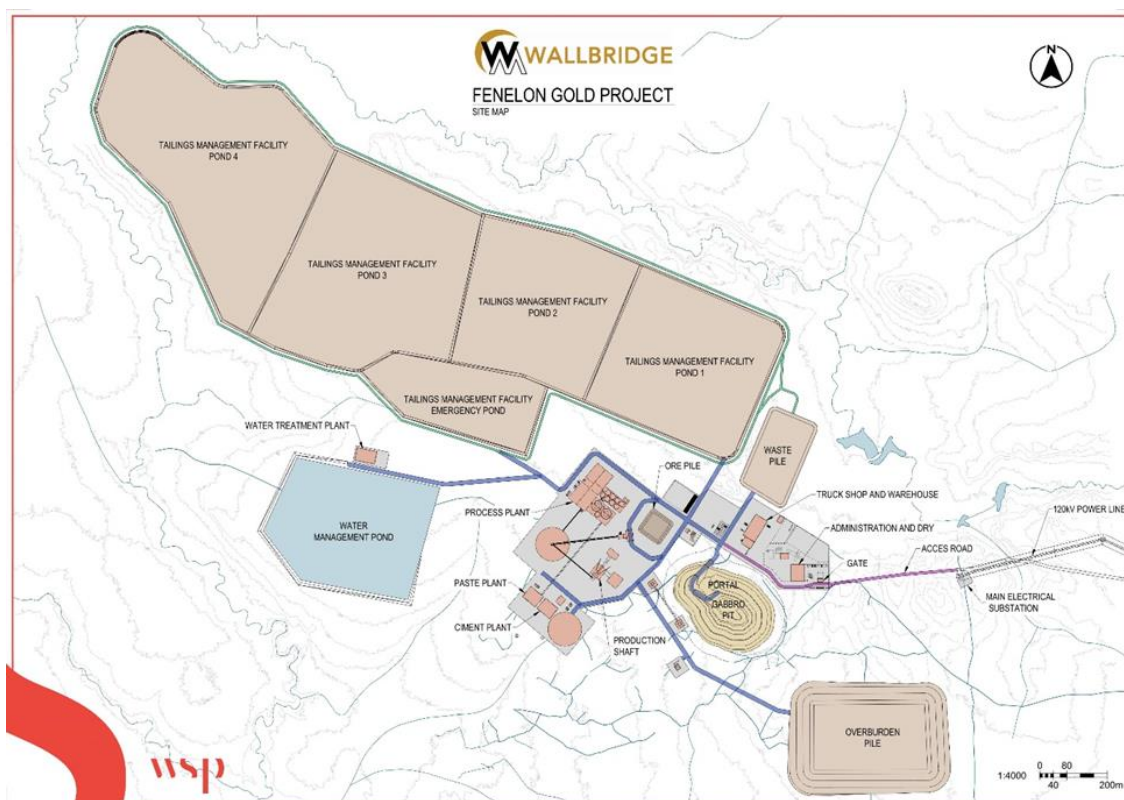 WALLBRIDGE
FENELON GOLD PROJECT
SITE MAP
N
TAILINGS MANAGEMENT FACILITY
POND 4
TAILINGS MANAGEMENT FACILITY
POND 3
TAILINGS MANAGEMENT FACILITY
POND 2
TAILINGS MANAGEMENT FACILITY
POND 1
TAILINGS MANAGEMENT FACILITY
EMERGENCY POND
WATER TREATMENT PLANT
WASTE
PILE
ORE PILE
TRUCK SHOP AND WAREHOUSE
PROCESS PLANT
120kV POWER LINE
WATER
MANAGEMENT POND
ADMINISTRATION AND DRY
ACCES ROAD
GATE
PASTE PLANT
PORTAL
GABBRO
PIT
MAIN ELECTRICAL
SUBSTATION
CIMENT PLANT
PRODUCTION
SHAFT
OVERBURDEN
PILE
wsp
1:4000
0 80
40 200m